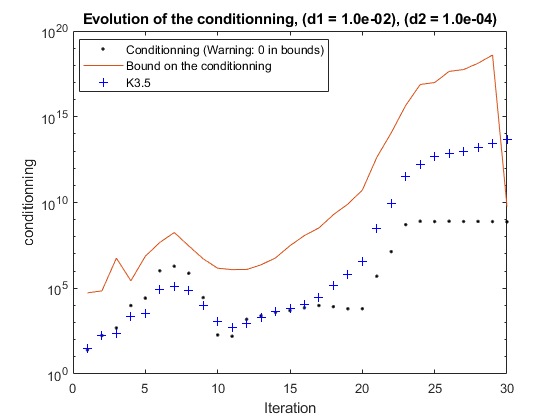 Evolution of the conditionning, (d1 = 1.0e-02), (d2 = 1.0e-04)
10^20
Conditionning (Warning: 0 in bounds)
Bound on the conditionning
K3.5
10^15
10^10
10^5
10^0
conditionning
0 5 10 15 20 25 30
Iteration